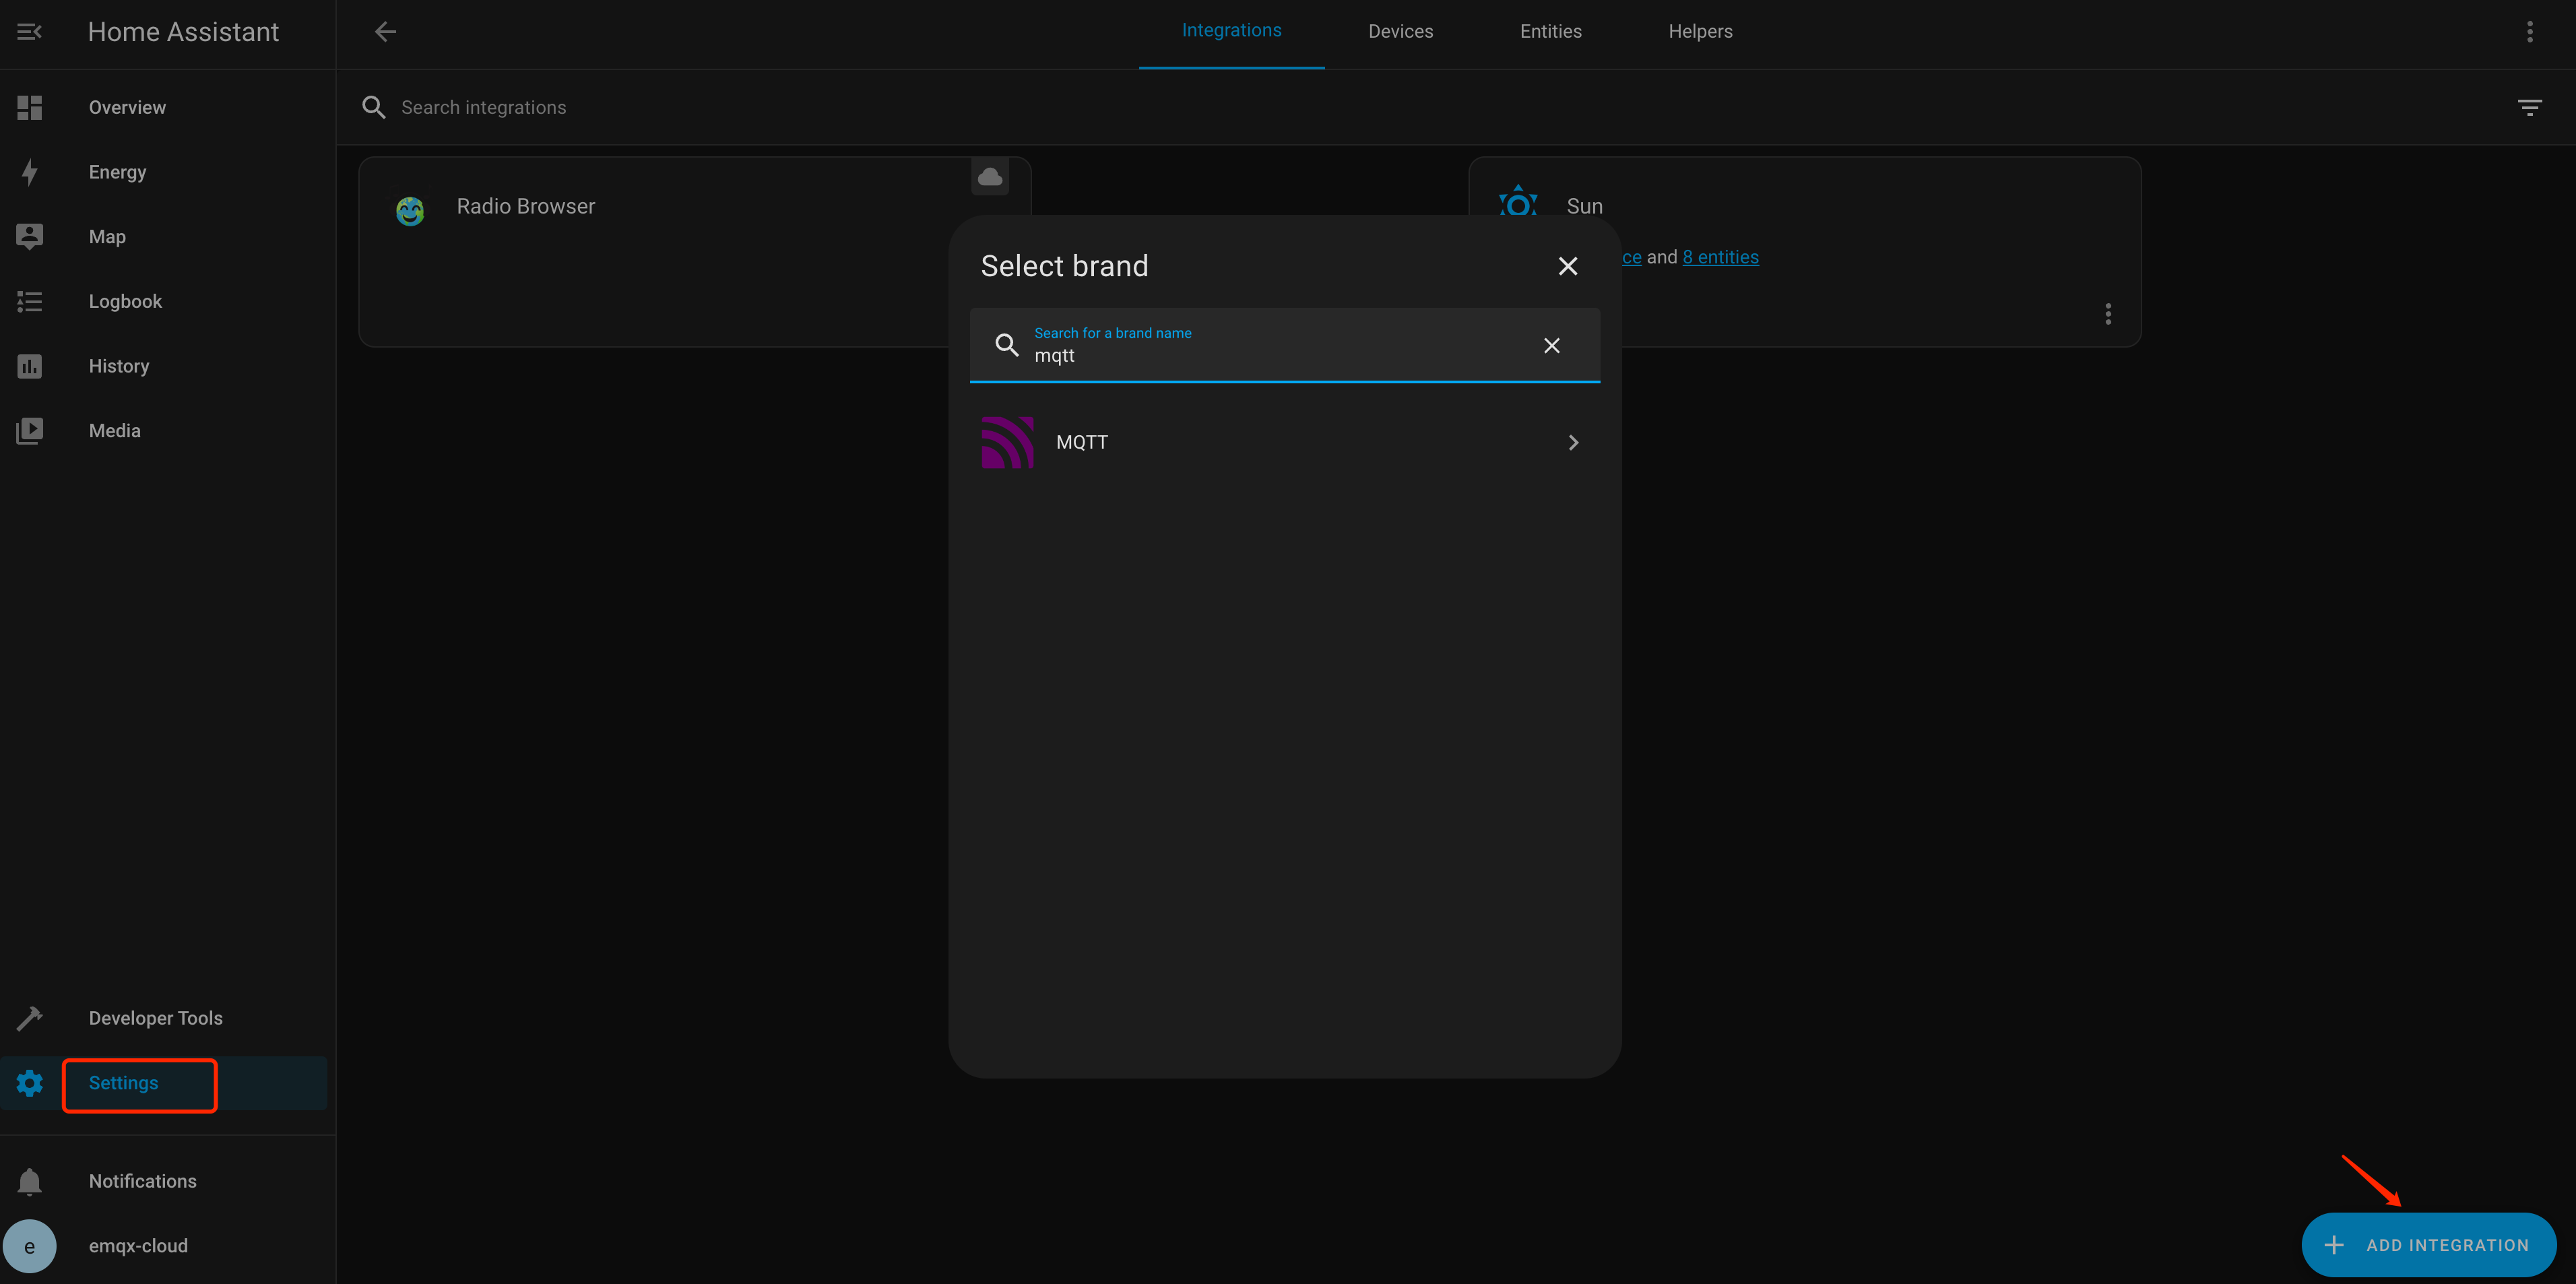 Home Assistant
Integrations
Devices
Entities
Helpers
Overview
Search integrations
Energy
Map
Logbook
History
Media
Radio Browser
Sun
ce and 8 entities
Select brand
Search for a brand name
mqtt
MQTT
Developer Tools
Settings
Notifications
e
emqx-cloud
ADD INTEGRATION